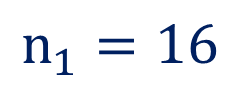 n₁ = 16